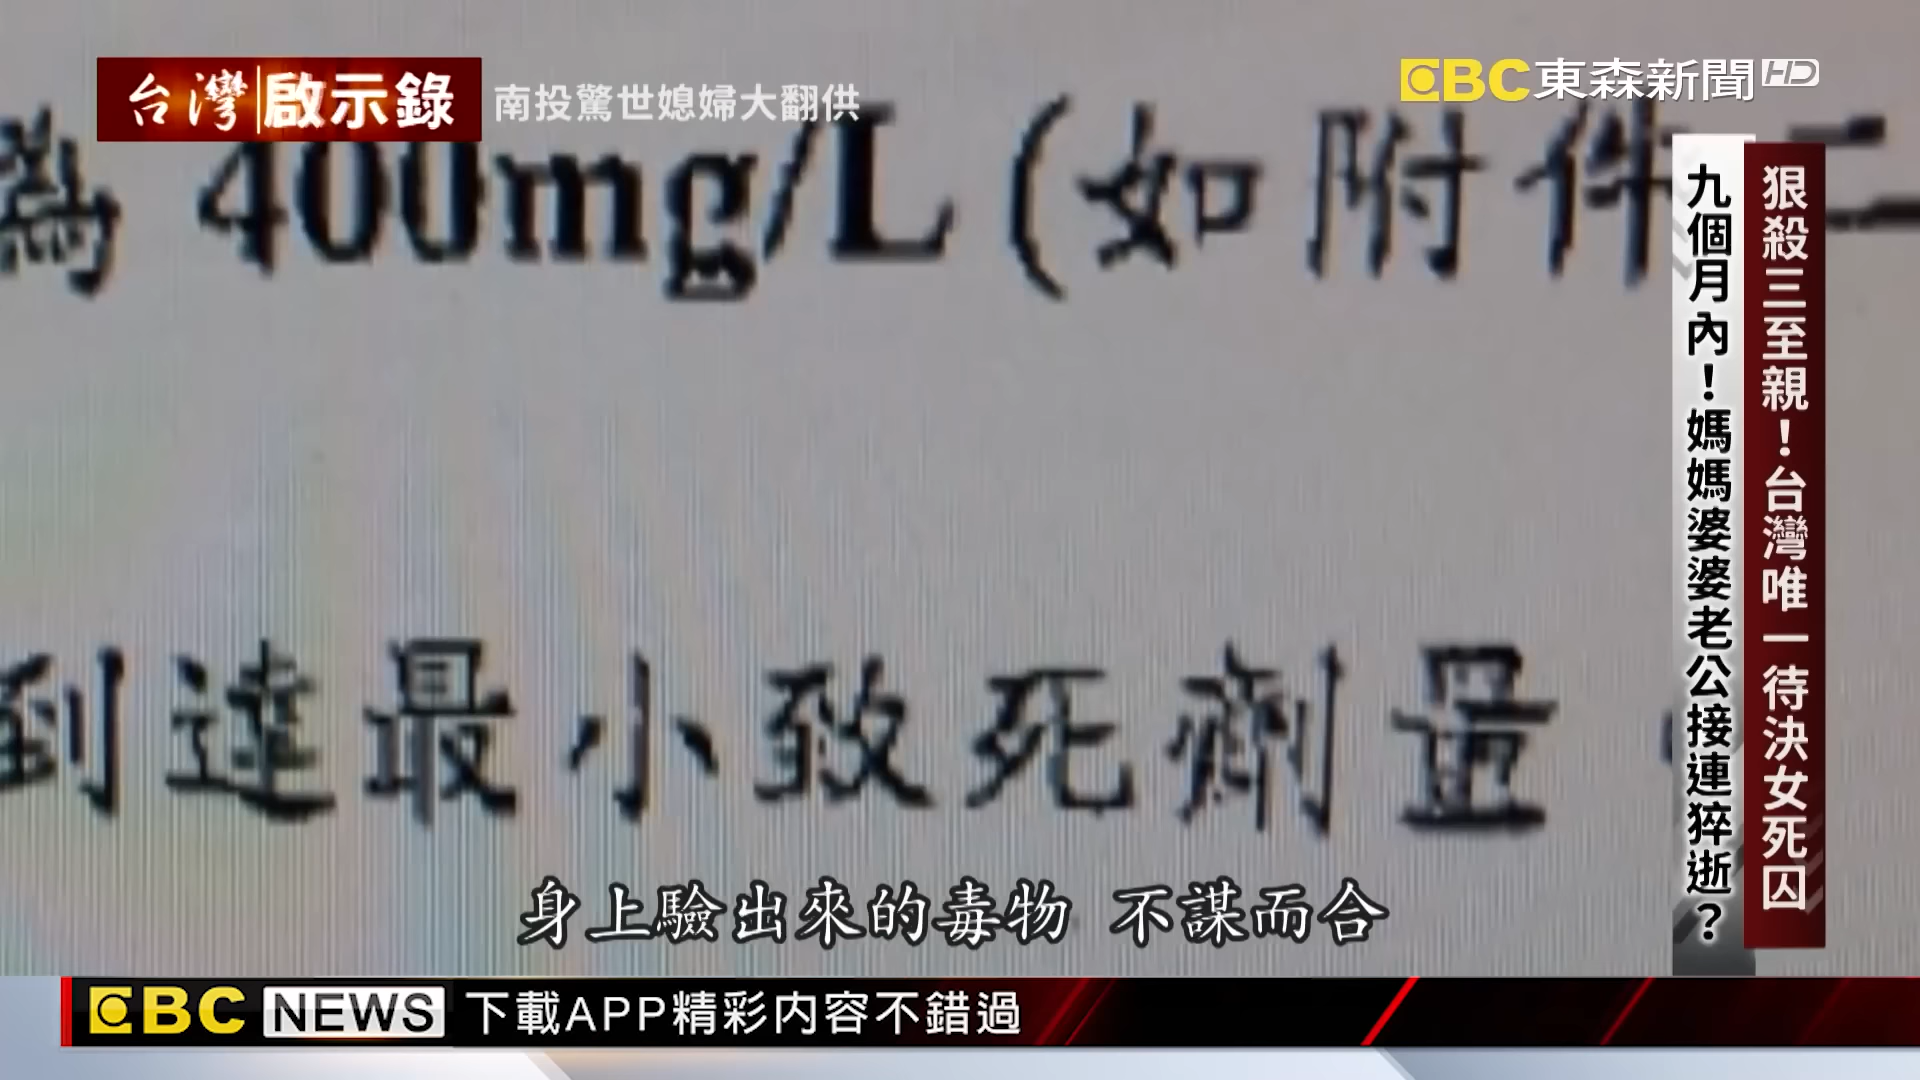 台灣啟示錄
南投驚世媳婦大翻供
EBC東森新聞HD
為 400mg/L (如附件二
到達最小致死劑量
狠殺三至親！台灣唯一待決女死囚
九個月內！媽媽婆婆老公接連猝逝？
身上驗出來的毒物 不謀而合
EBC NEWS 下載APP精彩內容不錯過